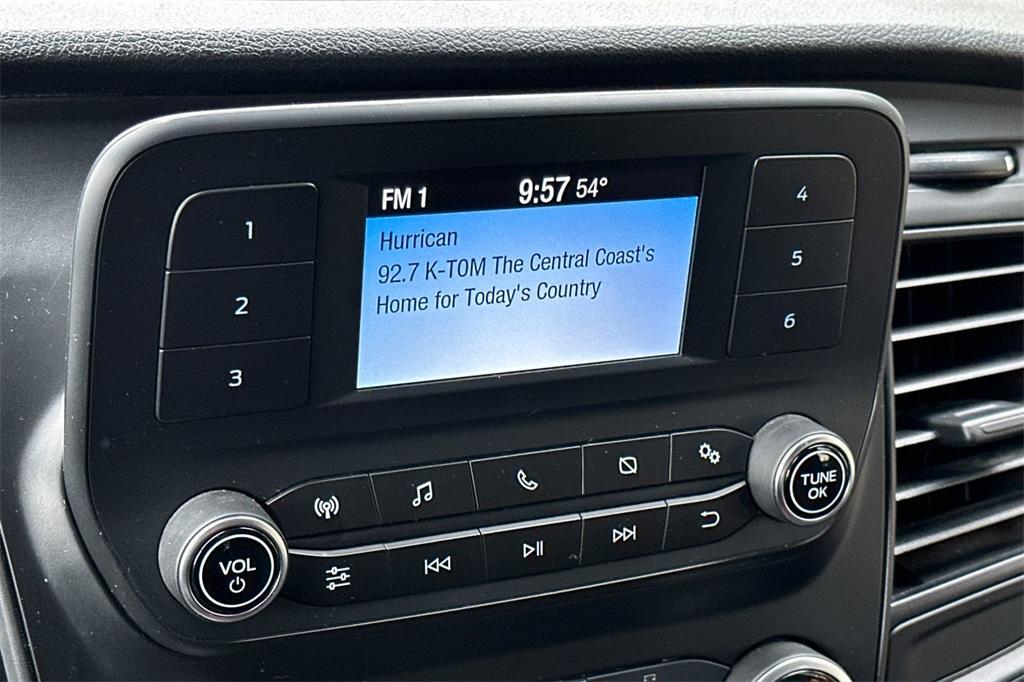 FM 1 9:57 54°
Hurrican
92.7 K-TOM The Central Coast's
Home for Today's Country
1
2
3
4
5
6
VOL
TUNE
OK